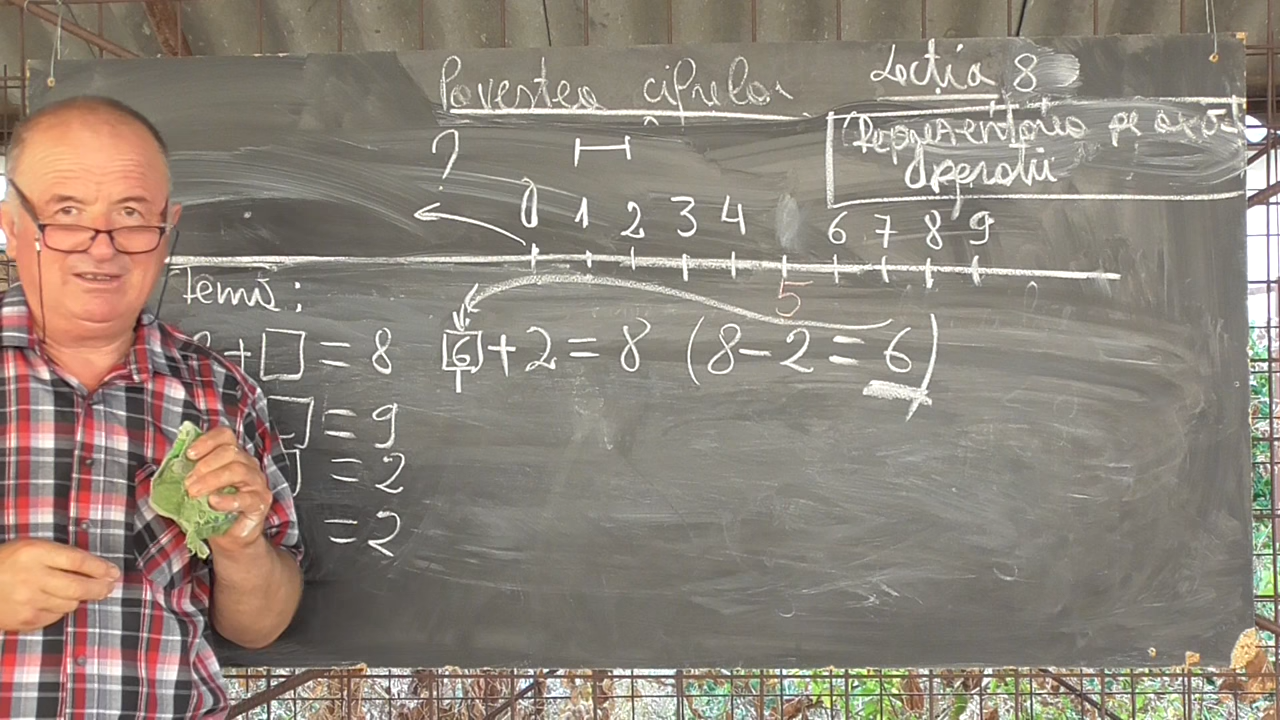 Povestea cifrelor
Lecția 8
Reprezentarea pe axă
Operații
?
0 1 2 3 4 6 7 8 9
5
Temă:
+ □ = 8 6 + 2 = 8 (8 - 2 = 6)
□ = 9
= 2
= 2